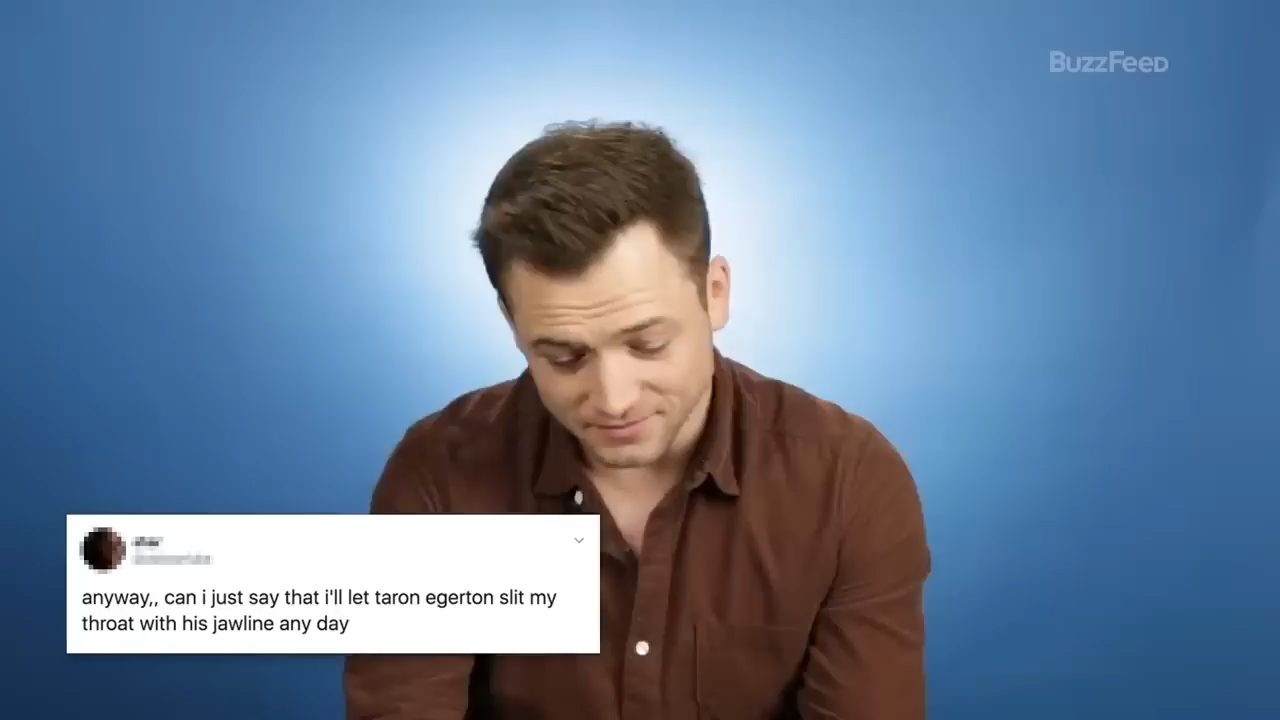 BuzzFeed
anyway,, can i just say that i'll let taron egerton slit my
throat with his jawline any day